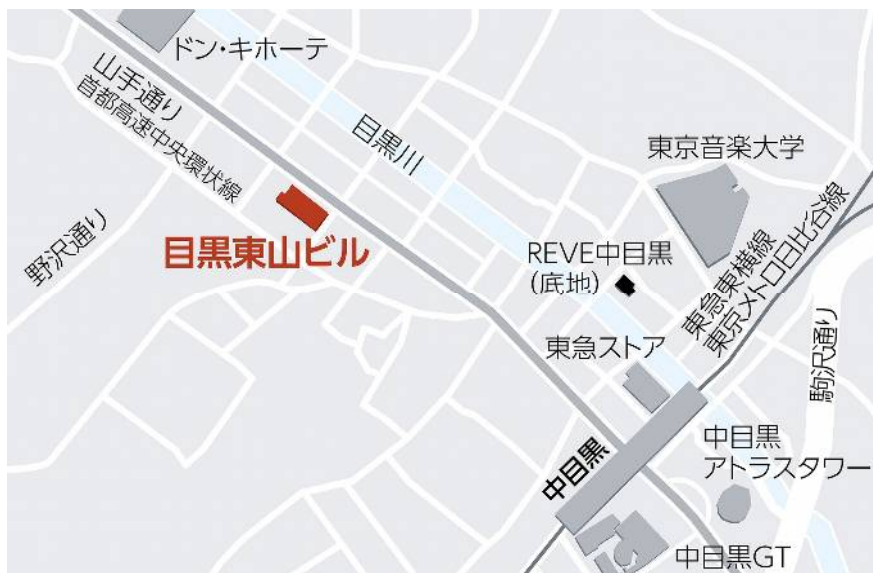 ドン・キホーテ
山手通り
首都高速中央環状線
目黒川
東京音楽大学
野沢通り
目黒東山ビル
REVE中目黒
(底地)
東急東横線
東京メトロ日比谷線
東急ストア
駒沢通り
中目黒
中目黒
アトラスタワー
中目黒GT